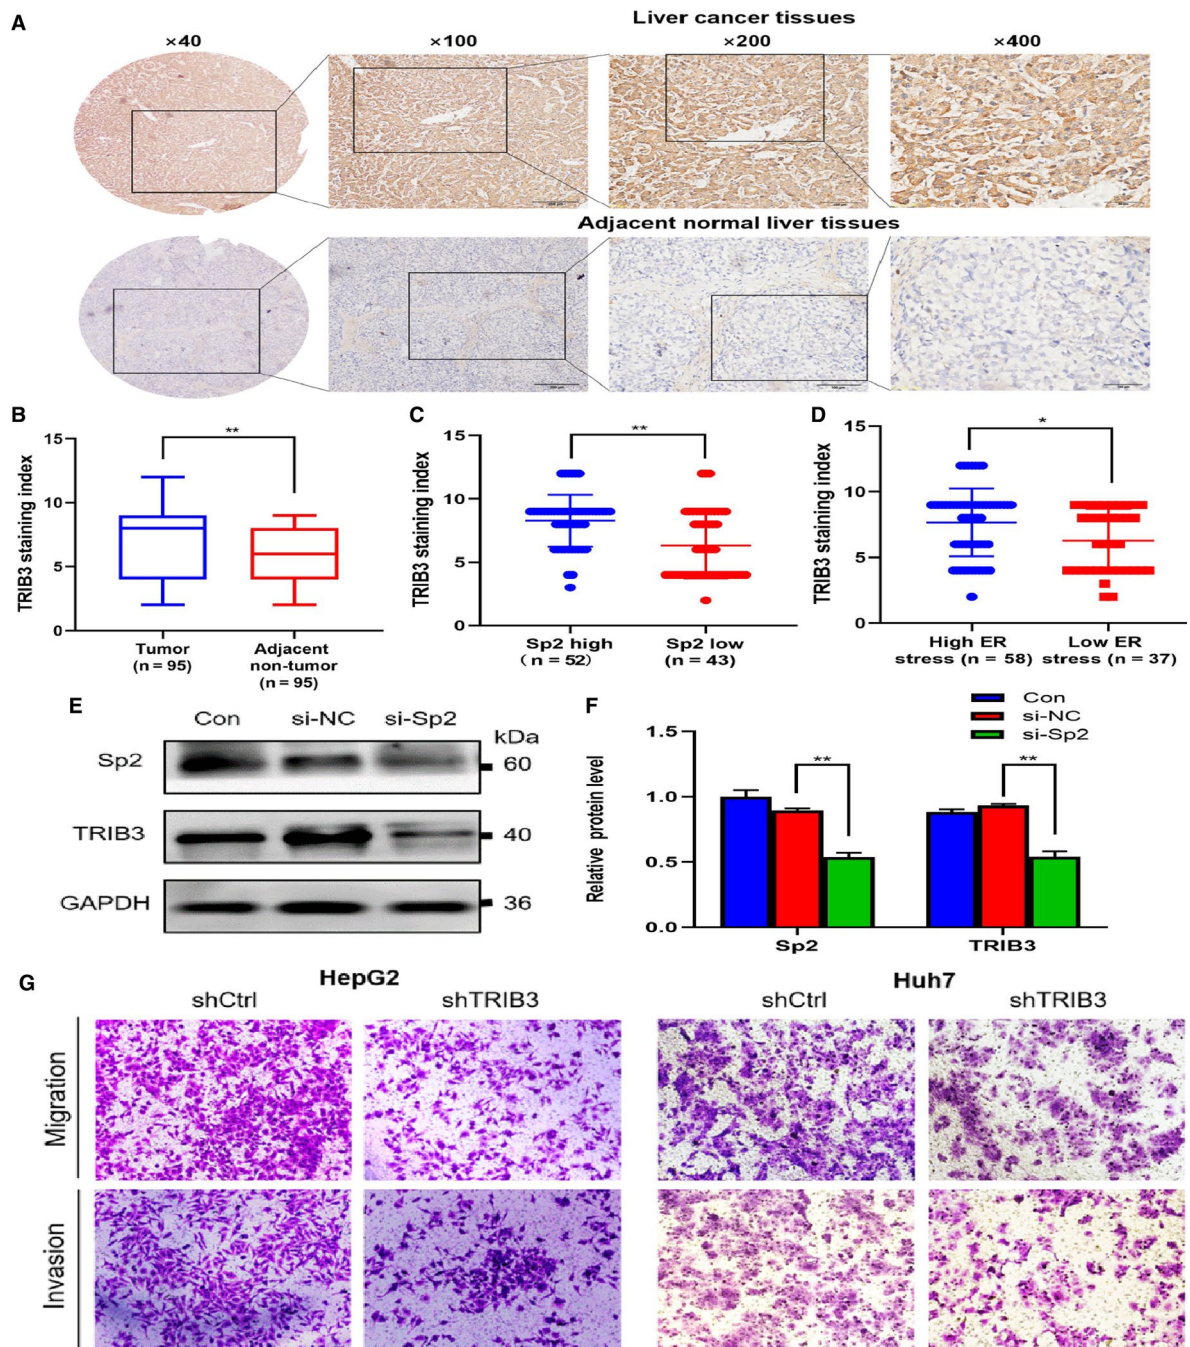 A
Liver cancer tissues
×40 ×100 ×200 ×400
Adjacent normal liver tissues
B
TRIB3 staining index
15
10
5
0
**
Tumor
(n = 95)
Adjacent
non-tumor
(n = 95)
C
TRIB3 staining index
15
10
5
0
**
Sp2 high
(n = 52)
Sp2 low
(n = 43)
D
TRIB3 staining index
15
10
5
0
*
High ER
stress (n = 58)
Low ER
stress (n = 37)
E
Con si-NC si-Sp2
kDa
Sp2 60
TRIB3 40
GAPDH 36
F
Con
si-NC
si-Sp2
Relative protein level
1.5
1.0
0.5
0.0
** **
Sp2 TRIB3
G
HepG2 Huh7
shCtrl shTRIB3 shCtrl shTRIB3
Migration
Invasion